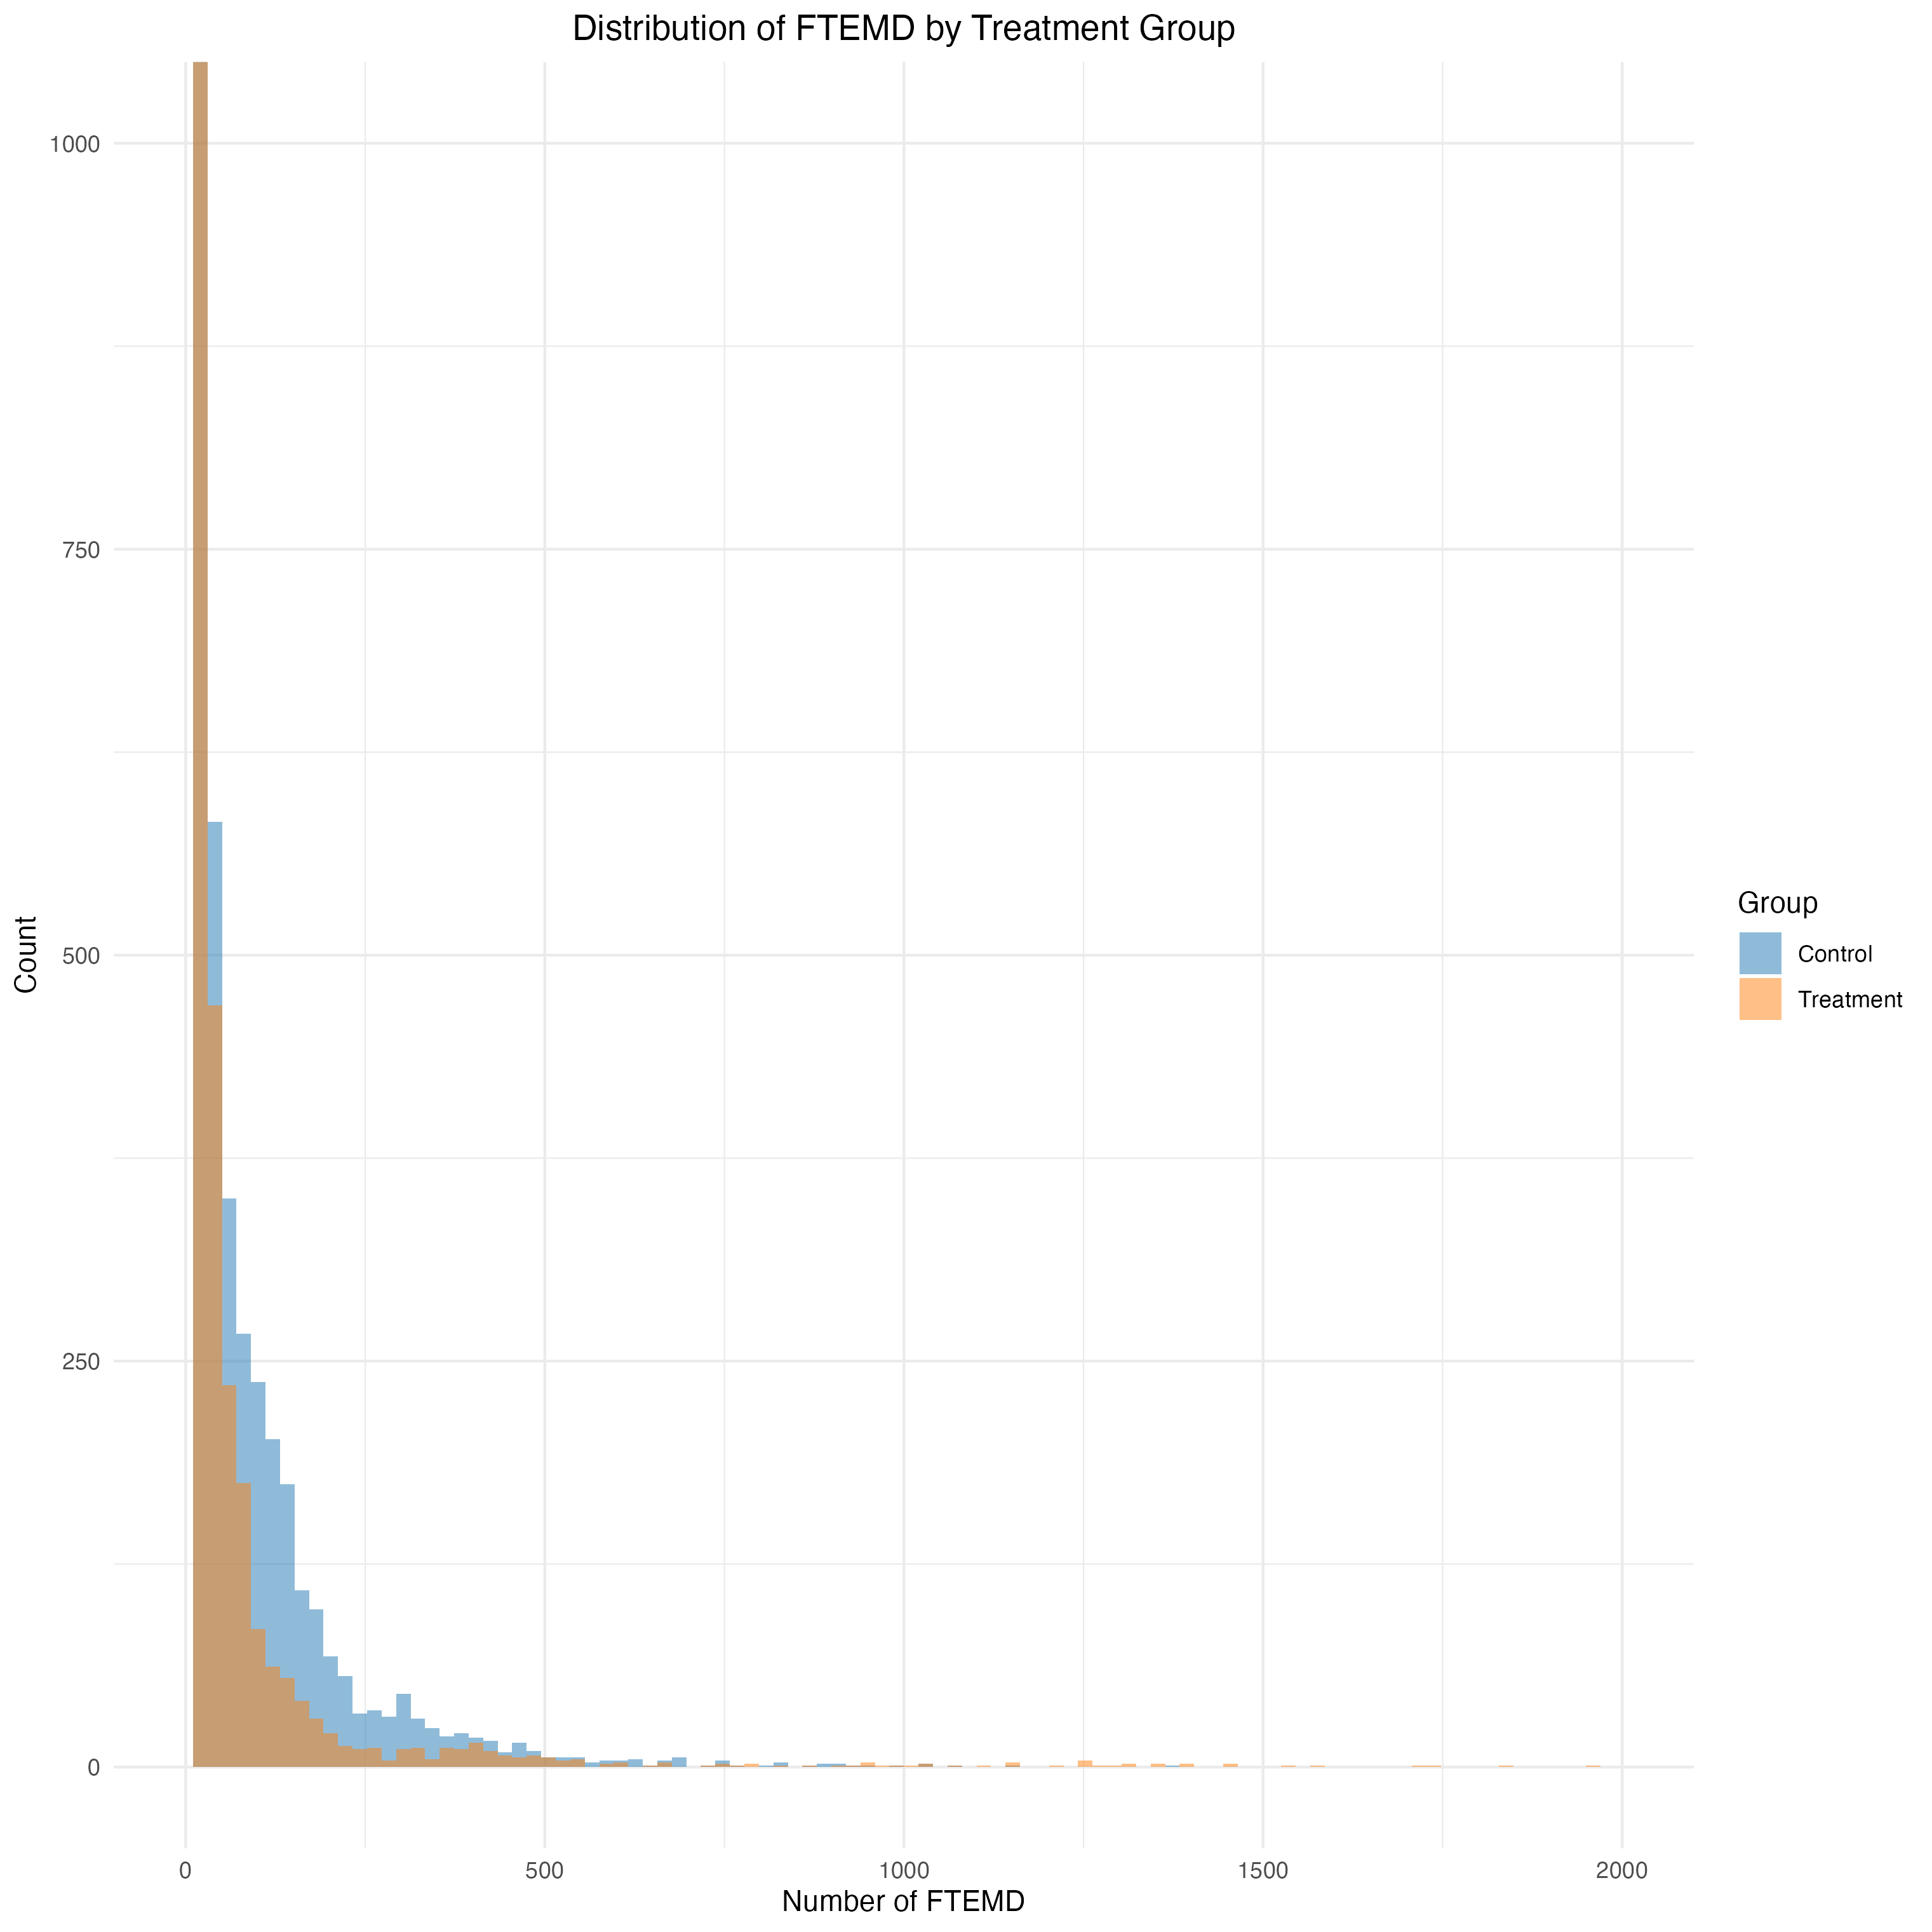 Distribution of FTEMD by Treatment Group
1000
750
500
250
0
Count
0 500 1000 1500 2000
Number of FTEMD
Group
Control
Treatment